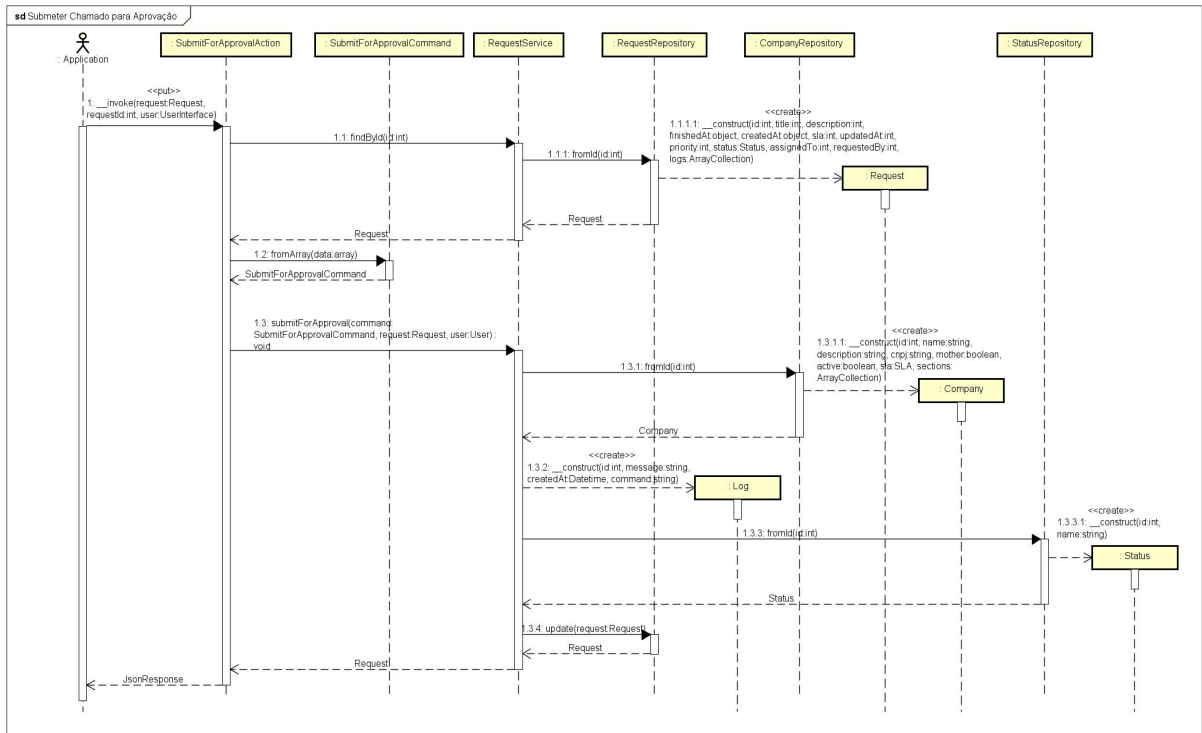 sd Submeter Chamado para Aprovação
: Application
: SubmitForApprovalAction
: SubmitForApprovalCommand
: RequestService
: RequestRepository
: CompanyRepository
: StatusRepository
<<put>>
1: __invoke(request:Request,
requestId:int, user:UserInterface)
1.1: findById(id:int)
1.1.1: fromId(id:int)
<<create>>
1.1.1.1: __construct(id:int, title:int, description:int,
finishedAt:object, createdAt:object, sla:int, updatedAt:int,
priority:int, status:Status, assignedTo:int, requestedBy:int,
logs:ArrayCollection)
: Request
Request
Request
1.2: fromArray(data:array)
SubmitForApprovalCommand
1.3: submitForApproval(command:
SubmitForApprovalCommand, request:Request, user:User) :
void
1.3.1: fromId(id:int)
<<create>>
1.3.1.1: __construct(id:int, name:string,
description:string, cnpj:string, mother:boolean,
active:boolean, sla:SLA, sections:
ArrayCollection)
: Company
Company
<<create>>
1.3.2: __construct(id:int, message:string,
createdAt:Datetime, command:string)
: Log
1.3.3: fromId(id:int)
<<create>>
1.3.3.1: __construct(id:int,
name:string)
: Status
Status
1.3.4: update(request:Request)
Request
Request
JsonResponse